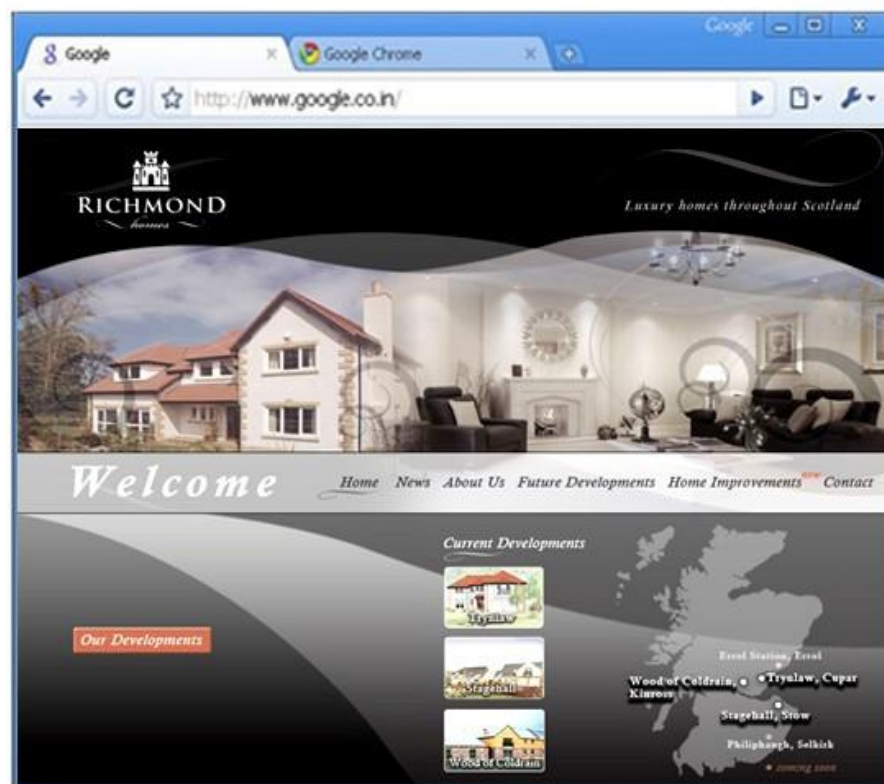 Google
Google
Google Chrome
http://www.google.co.in/
RICHMOND
homes
Luxury homes throughout Scotland
Welcome
Home News About Us Future Developments Home Improvements new Contact
Current Developments
Trynlaw
Our Developments
Stagehall
Wood of Coldrain
Errol Station, Errol
Wood of Coldrain,
Kinross
Trynlaw, Cupar
Stagehall, Stow
Philiphaugh, Selkirk
coming soon